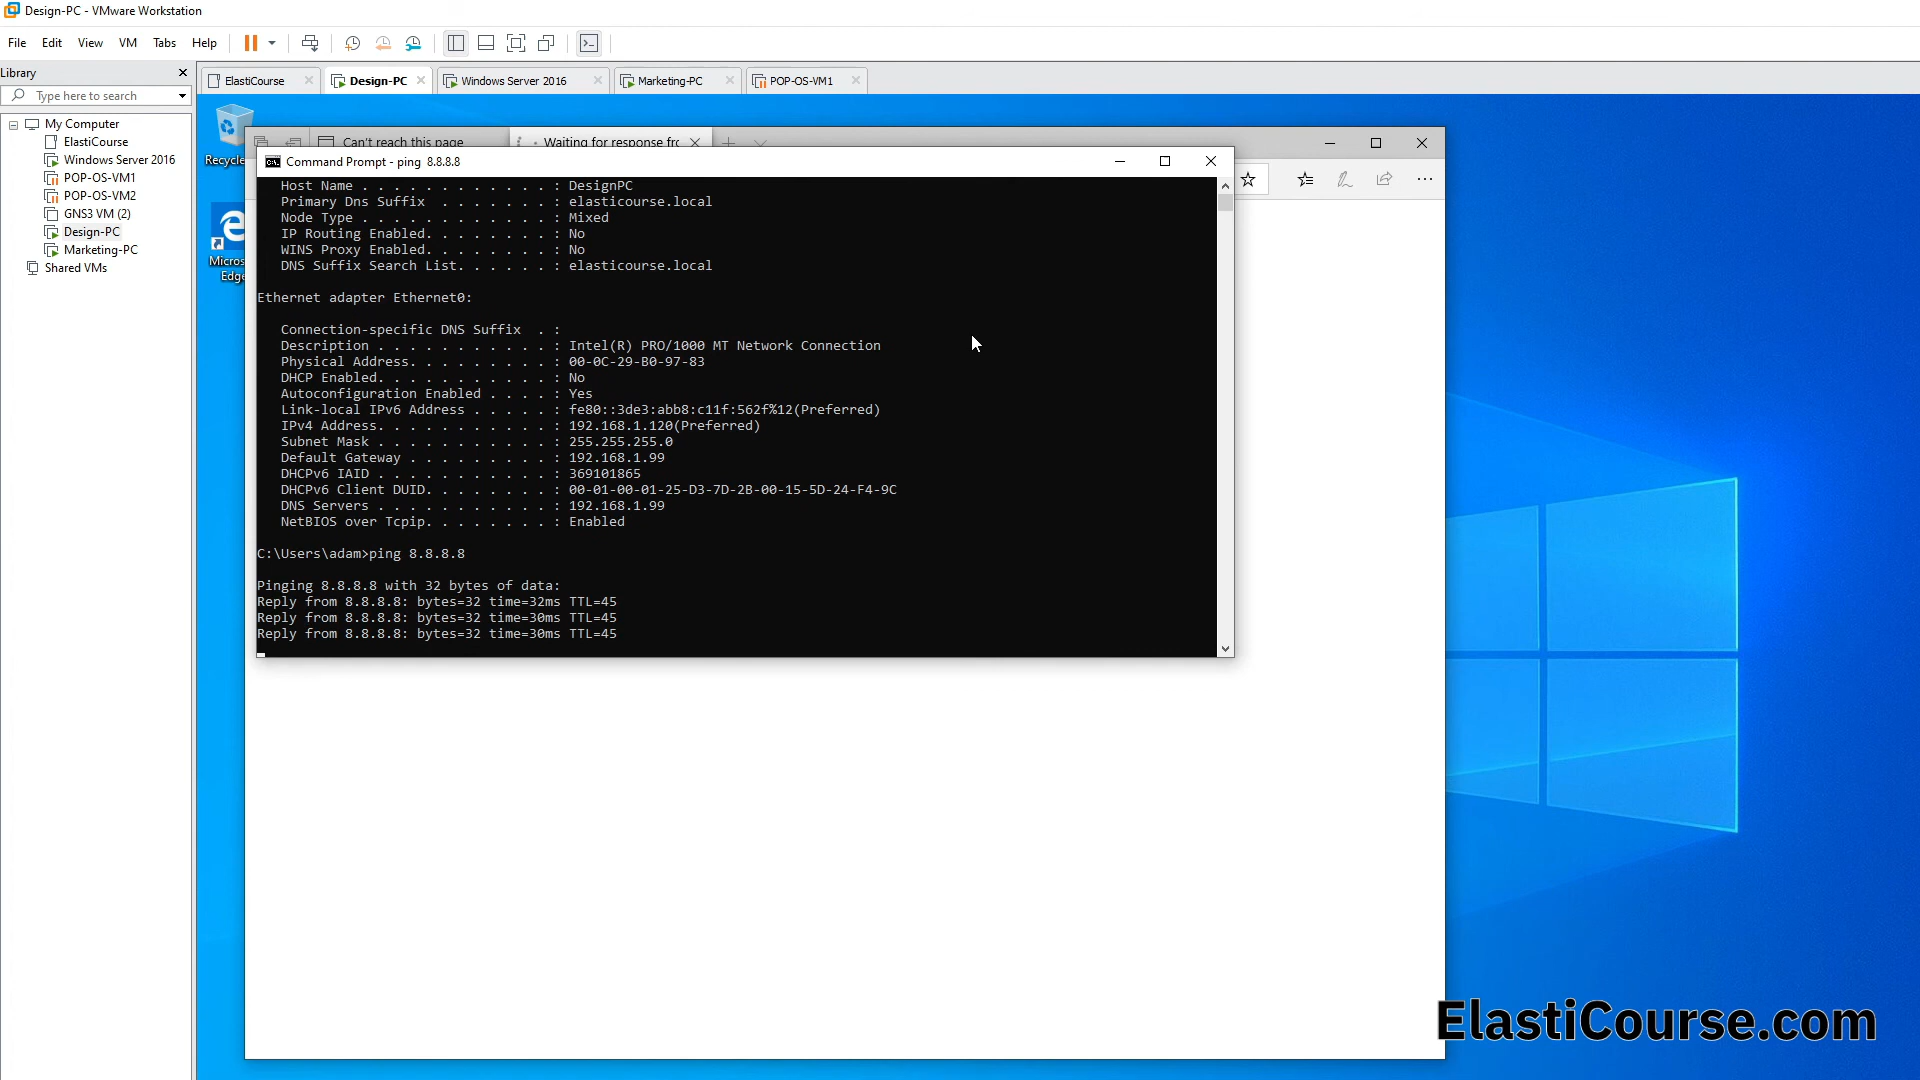 Design-PC - VMware Workstation
File Edit View VM Tabs Help
Library
Type here to search
My Computer
ElastiCourse
Windows Server 2016
POP-OS-VM1
POP-OS-VM2
GNS3 VM (2)
Design-PC
Marketing-PC
Shared VMs
ElastiCourse Design-PC Windows Server 2016 Marketing-PC POP-OS-VM1
Recycle
Micros
Edge
Can't reach this page Waiting for response frc
Command Prompt - ping 8.8.8.8
Host Name . . . . . . . . . . . . : DesignPC
Primary Dns Suffix . . . . . . . : elasticourse.local
Node Type . . . . . . . . . . . . : Mixed
IP Routing Enabled. . . . . . . . : No
WINS Proxy Enabled. . . . . . . . : No
DNS Suffix Search List. . . . . . : elasticourse.local
Ethernet adapter Ethernet0:
Connection-specific DNS Suffix . :
Description . . . . . . . . . . . : Intel(R) PRO/1000 MT Network Connection
Physical Address. . . . . . . . . : 00-0C-29-B0-97-83
DHCP Enabled. . . . . . . . . . . : No
Autoconfiguration Enabled . . . . : Yes
Link-local IPv6 Address . . . . . : fe80::3de3:abb8:c11f:562f%12(Preferred)
IPv4 Address. . . . . . . . . . . : 192.168.1.120(Preferred)
Subnet Mask . . . . . . . . . . . : 255.255.255.0
Default Gateway . . . . . . . . . : 192.168.1.99
DHCPv6 IAID . . . . . . . . . . . : 369101865
DHCPv6 Client DUID. . . . . . . . : 00-01-00-01-25-D3-7D-2B-00-15-5D-24-F4-9C
DNS Servers . . . . . . . . . . . : 192.168.1.99
NetBIOS over Tcpip. . . . . . . . : Enabled
C:\Users\adam>ping 8.8.8.8
Pinging 8.8.8.8 with 32 bytes of data:
Reply from 8.8.8.8: bytes=32 time=32ms TTL=45
Reply from 8.8.8.8: bytes=32 time=30ms TTL=45
Reply from 8.8.8.8: bytes=32 time=30ms TTL=45
ElastiCourse.com